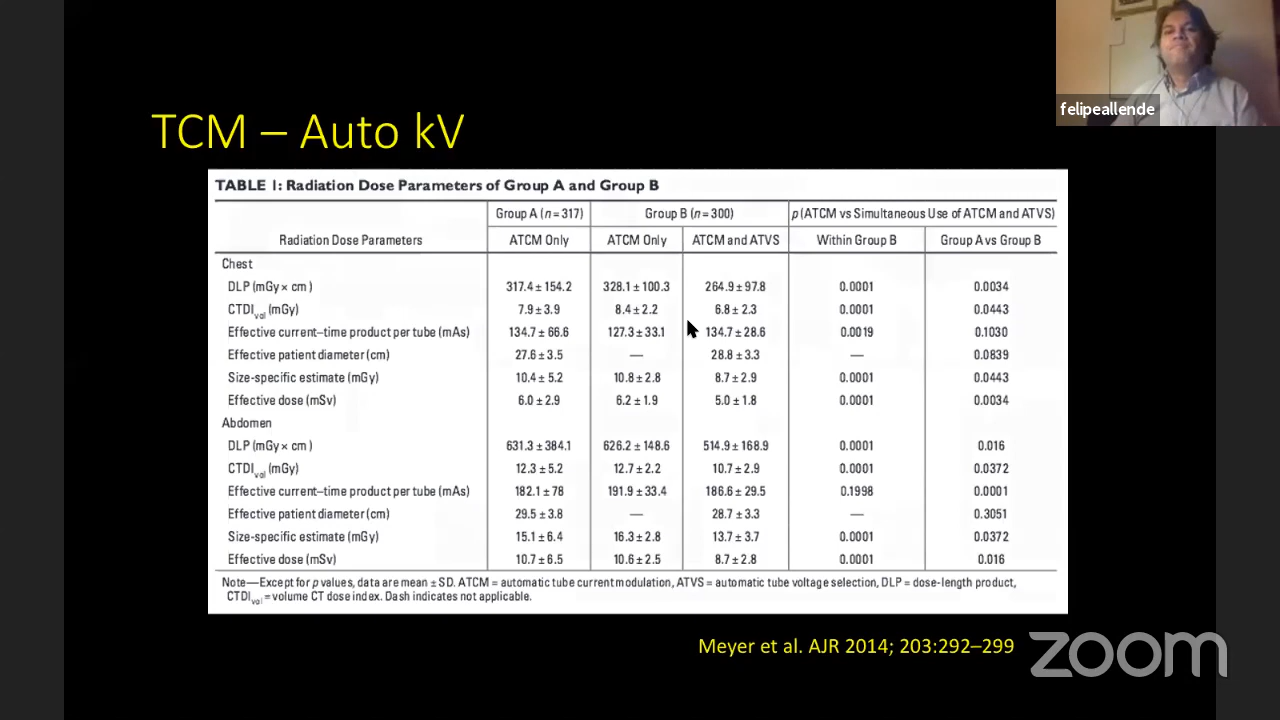 felipeallende
TCM – Auto kV
TABLE 1: Radiation Dose Parameters of Group A and Group B
Group A (n = 317) Group B (n = 300) p (ATCM vs Simultaneous Use of ATCM and ATVS)
Radiation Dose Parameters ATCM Only ATCM Only ATCM and ATVS Within Group B Group A vs Group B
Chest
DLP (mGy × cm) 317.4 ± 154.2 328.1 ± 100.3 264.9 ± 97.8 0.0001 0.0034
CTDIvol (mGy) 7.9 ± 3.9 8.4 ± 2.2 6.8 ± 2.3 0.0001 0.0443
Effective current–time product per tube (mAs) 134.7 ± 66.6 127.3 ± 33.1 134.7 ± 28.6 0.0019 0.1030
Effective patient diameter (cm) 27.6 ± 3.5 — 28.8 ± 3.3 — 0.0839
Size-specific estimate (mGy) 10.4 ± 5.2 10.8 ± 2.8 8.7 ± 2.9 0.0001 0.0443
Effective dose (mSv) 6.0 ± 2.9 6.2 ± 1.9 5.0 ± 1.8 0.0001 0.0034
Abdomen
DLP (mGy × cm) 631.3 ± 384.1 626.2 ± 148.6 514.9 ± 168.9 0.0001 0.016
CTDIvol (mGy) 12.3 ± 5.2 12.7 ± 2.2 10.7 ± 2.9 0.0001 0.0372
Effective current–time product per tube (mAs) 182.1 ± 78 191.9 ± 33.4 186.6 ± 29.5 0.1998 0.0001
Effective patient diameter (cm) 29.5 ± 3.8 — 28.7 ± 3.3 — 0.3051
Size-specific estimate (mGy) 15.1 ± 6.4 16.3 ± 2.8 13.7 ± 3.7 0.0001 0.0372
Effective dose (mSv) 10.7 ± 6.5 10.6 ± 2.5 8.7 ± 2.8 0.0001 0.016
Note—Except for p values, data are mean ± SD. ATCM = automatic tube current modulation, ATVS = automatic tube voltage selection, DLP = dose-length product,
CTDIvol = volume CT dose index. Dash indicates not applicable.
Meyer et al. AJR 2014; 203:292–299
zoom